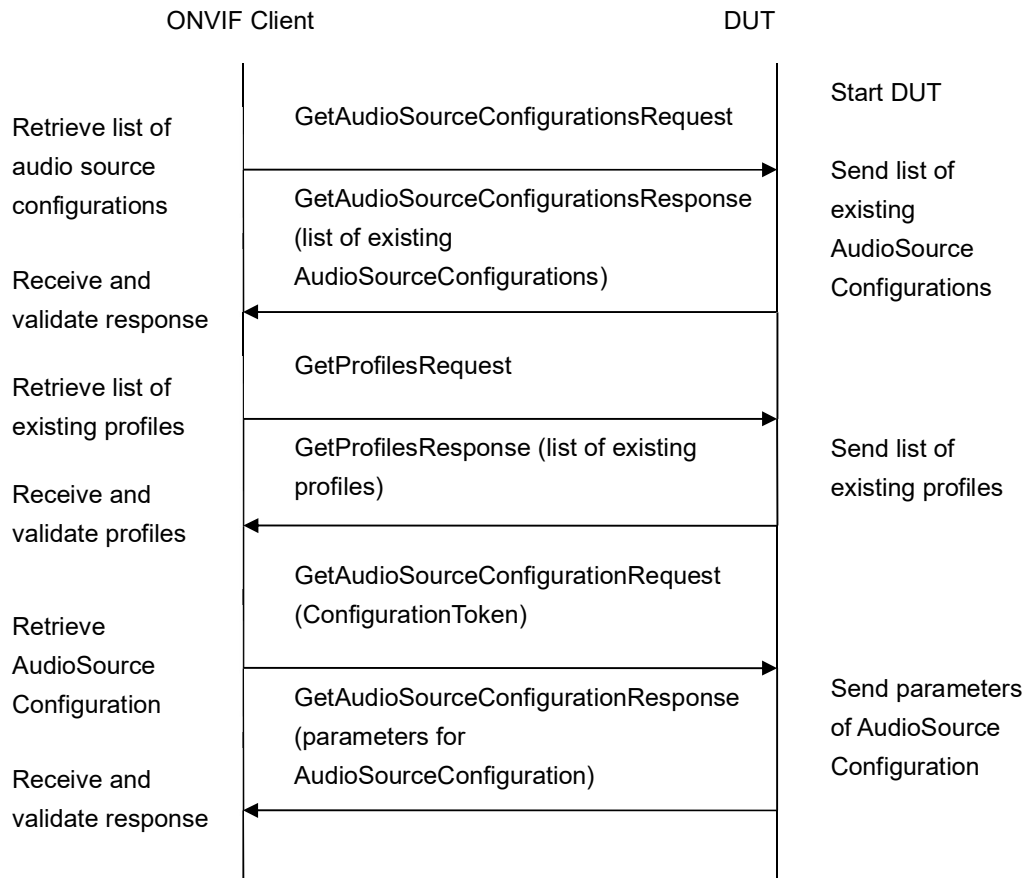 ONVIF Client
DUT
Start DUT
GetAudioSourceConfigurationsRequest
Retrieve list of
audio source
configurations
Send list of
existing
AudioSource
Configurations
GetAudioSourceConfigurationsResponse
(list of existing
AudioSourceConfigurations)
Receive and
validate response
GetProfilesRequest
Retrieve list of
existing profiles
GetProfilesResponse (list of existing
profiles)
Send list of
existing profiles
Receive and
validate profiles
GetAudioSourceConfigurationRequest
(ConfigurationToken)
Retrieve
AudioSource
Configuration
GetAudioSourceConfigurationResponse
(parameters for
AudioSourceConfiguration)
Send parameters
of AudioSource
Configuration
Receive and
validate response